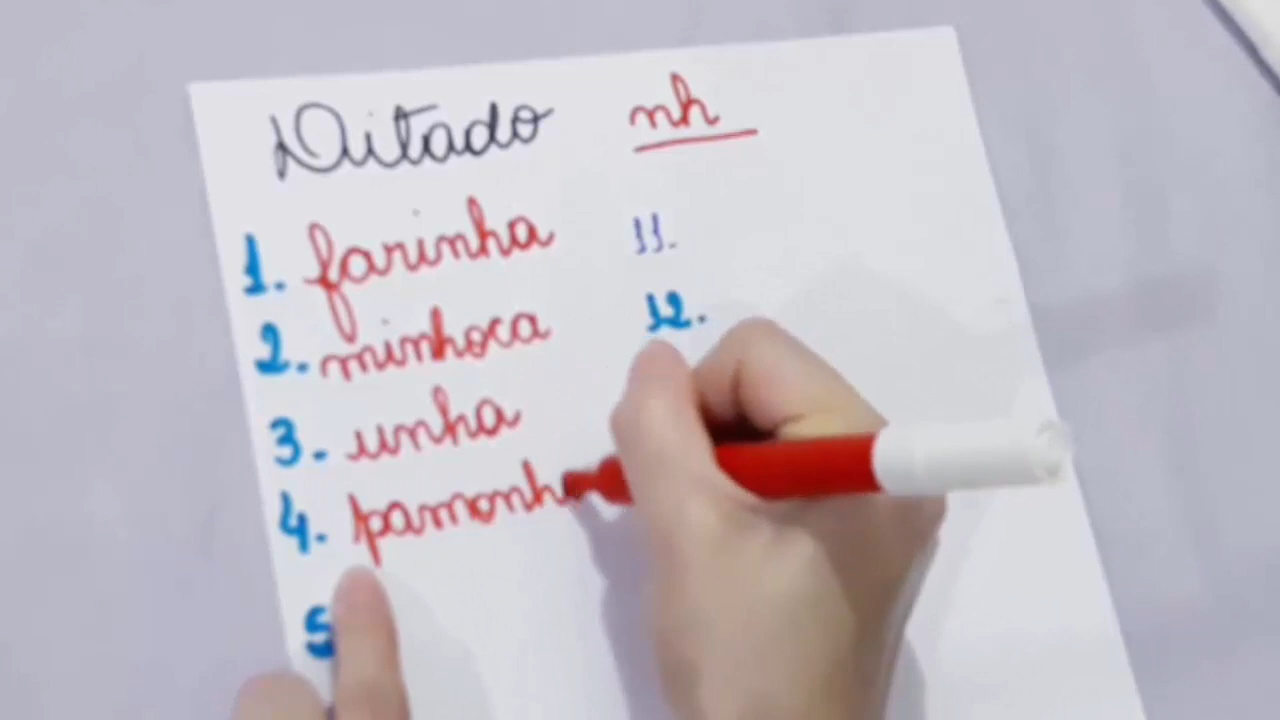 Ditado nh
1. farinha
11.
2. minhoca
12.
3. unha
4. pamonh
5